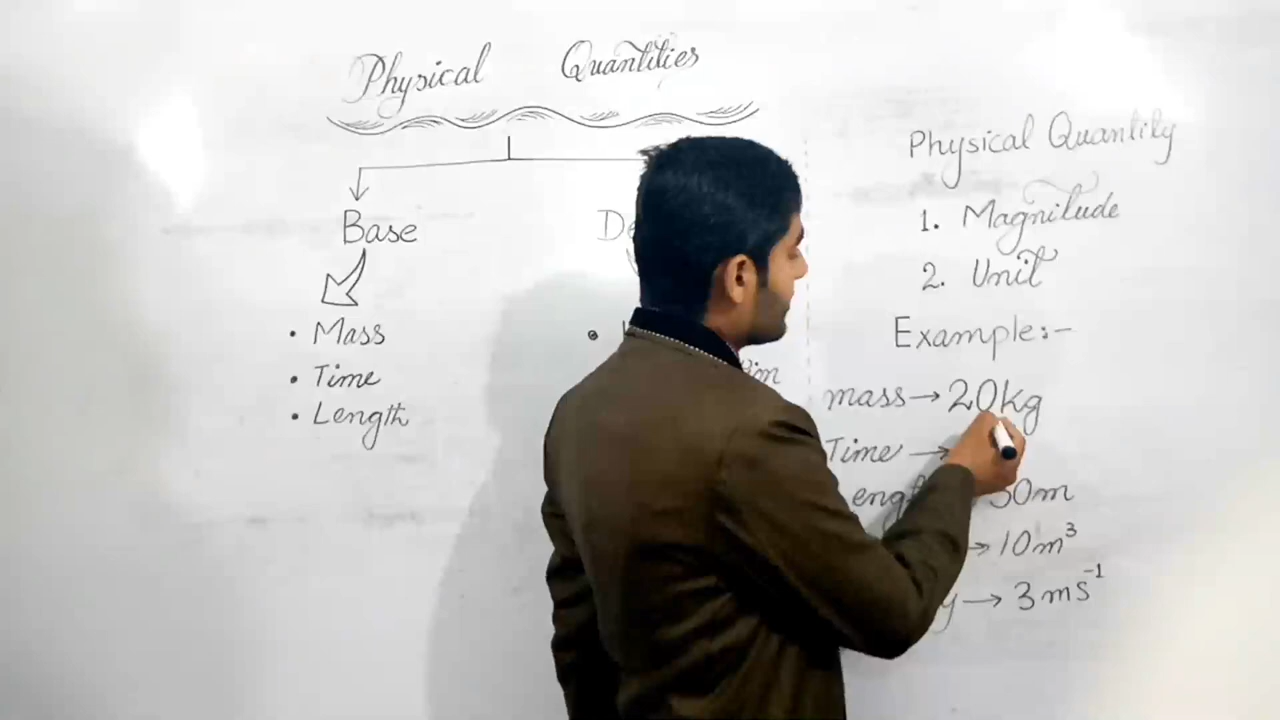 Physical Quantities
Base
De
• Mass
• Time
• Length
Physical Quantity
1. Magnitude
2. Unit
Example:-
mass → 20kg
Time →
→ 10m³
y → 3ms⁻¹